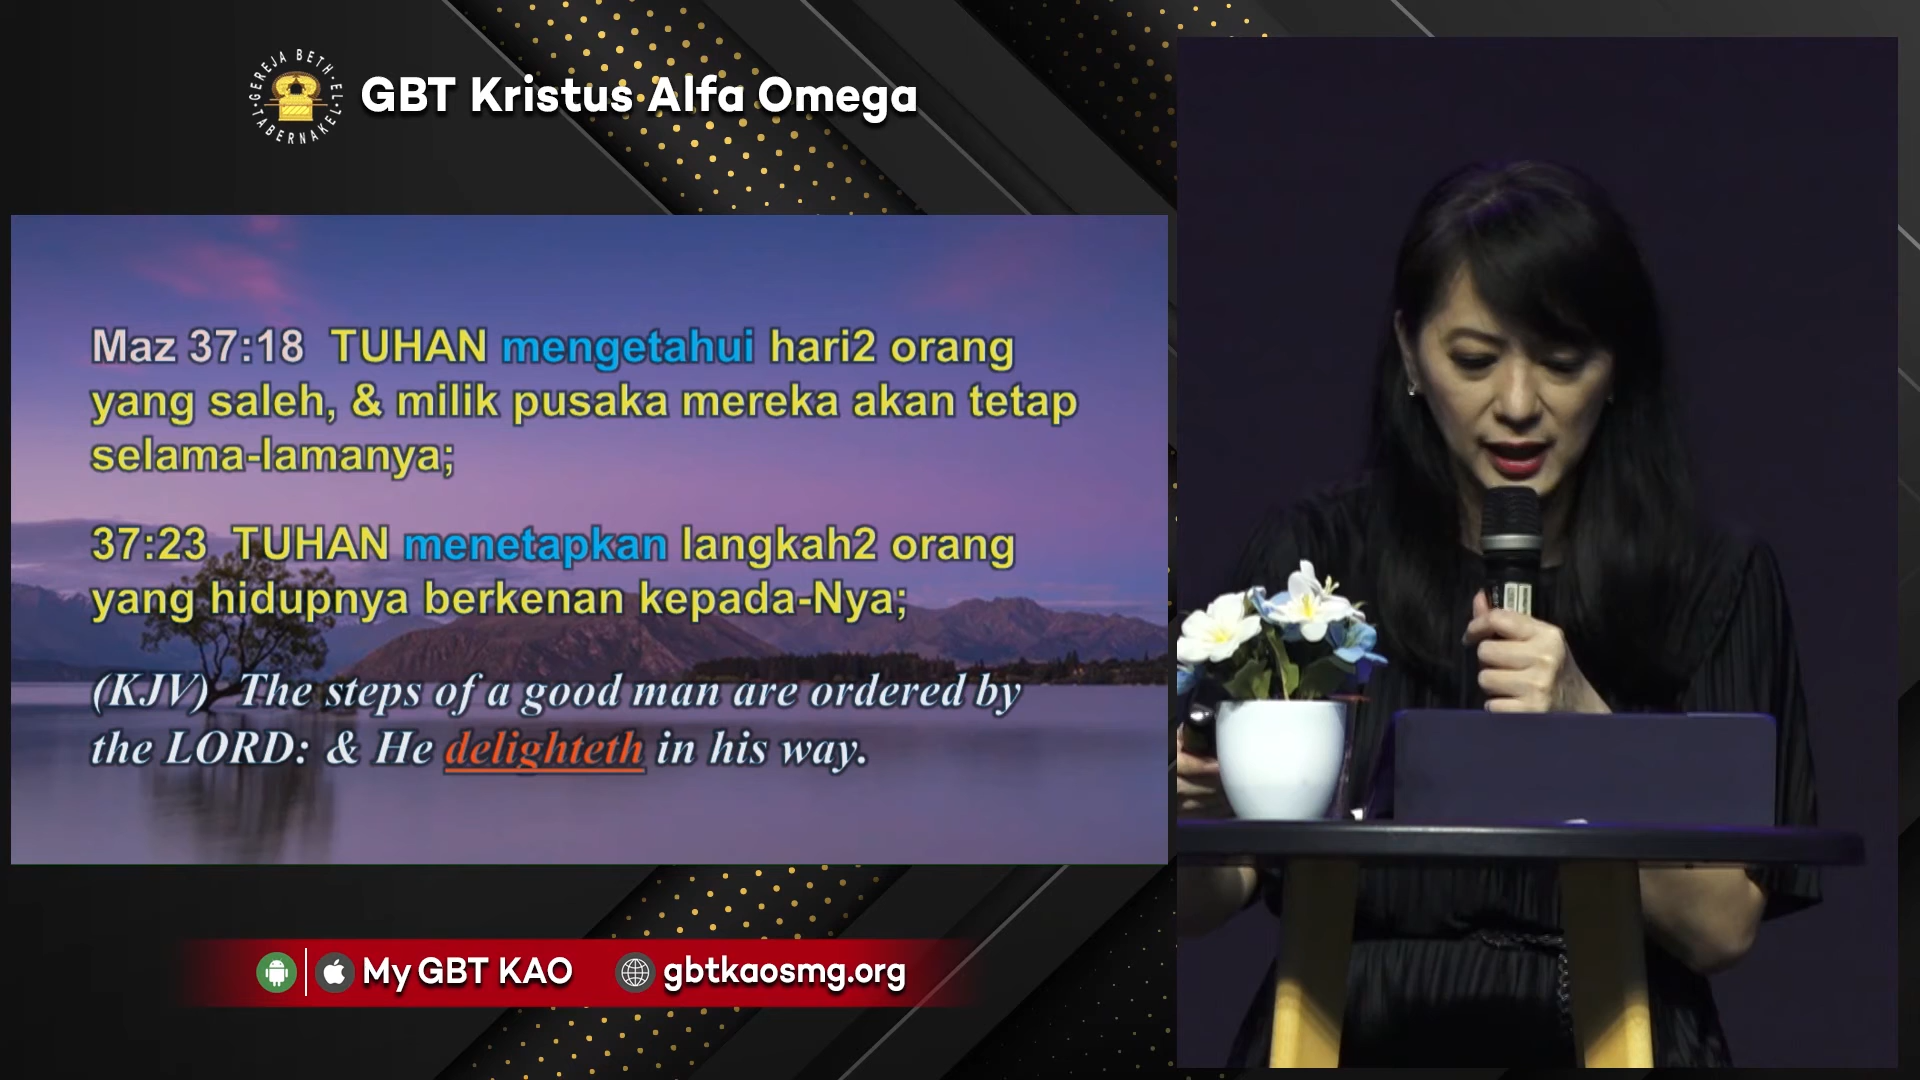 GEREJA BETH-EL TABERNAKEL
GBT Kristus Alfa Omega
Maz 37:18 TUHAN mengetahui hari2 orang
yang saleh, & milik pusaka mereka akan tetap
selama-lamanya;
37:23 TUHAN menetapkan langkah2 orang
yang hidupnya berkenan kepada-Nya;
(KJV) The steps of a good man are ordered by
the LORD: & He delighteth in his way.
My GBT KAO
gbtkaosmg.org